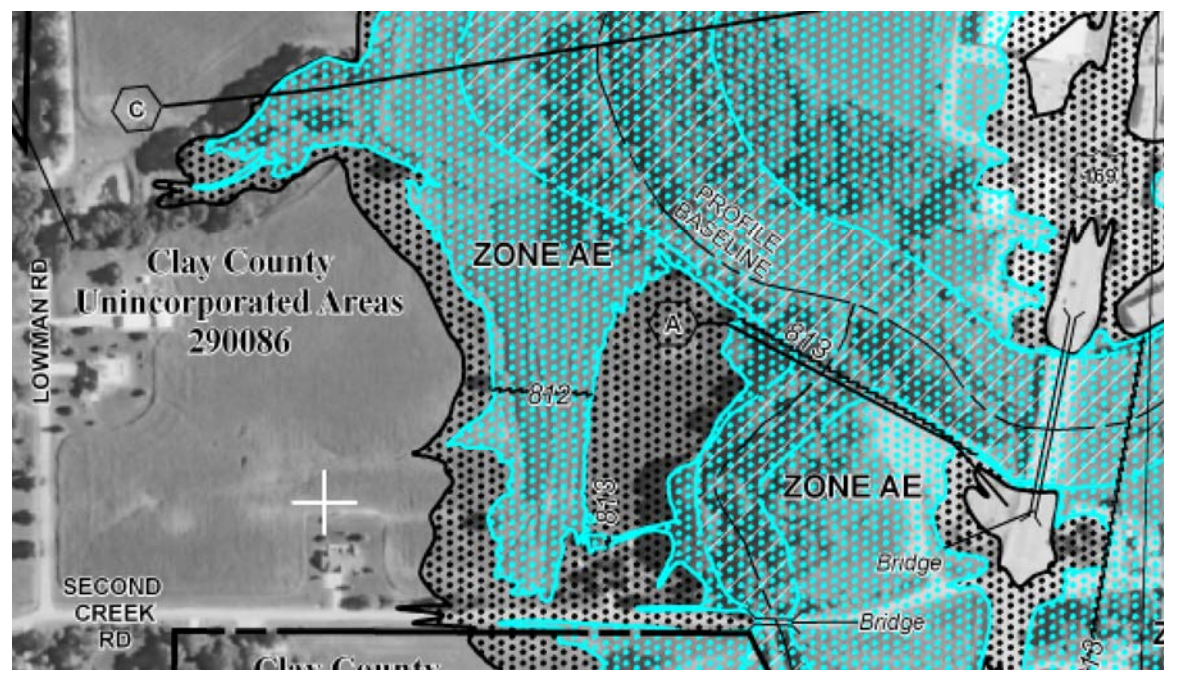 C
169
PROFILE
BASELINE
ZONE AE
Clay County
Unincorporated Areas
290086
LOWMAN RD
A
813
812
813
ZONE AE
Bridge
SECOND
CREEK
RD
Bridge
813
Z
Clay County